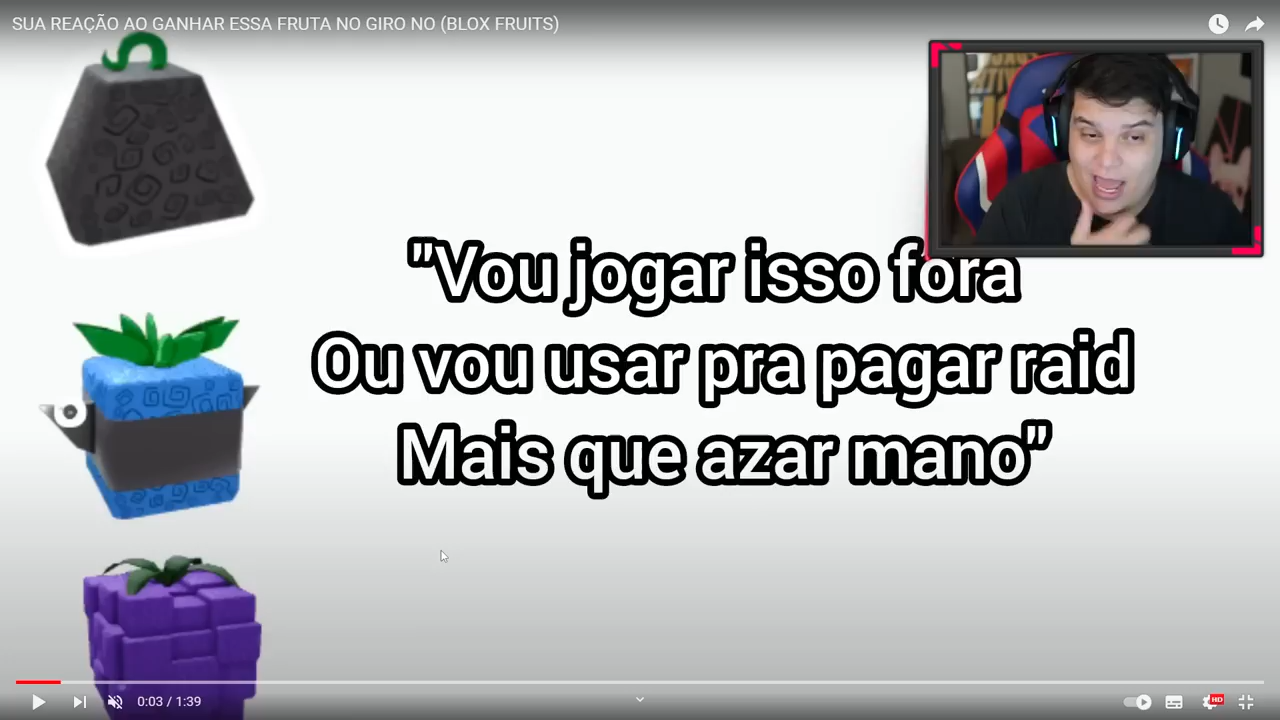 SUA REAÇÃO AO GANHAR ESSA FRUTA NO GIRO NO (BLOX FRUITS)
"Vou jogar isso fora
Ou vou usar pra pagar raid
Mais que azar mano"
0:03 / 1:39
HD